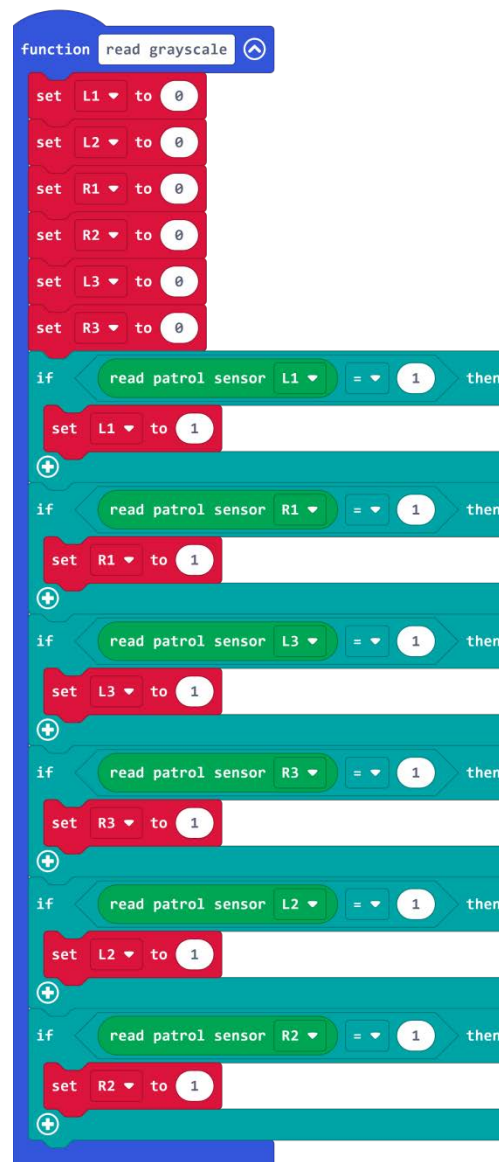 function read grayscale
set L1 to 0
set L2 to 0
set R1 to 0
set R2 to 0
set L3 to 0
set R3 to 0
if read patrol sensor L1 = 1 then
set L1 to 1
if read patrol sensor R1 = 1 then
set R1 to 1
if read patrol sensor L3 = 1 then
set L3 to 1
if read patrol sensor R3 = 1 then
set R3 to 1
if read patrol sensor L2 = 1 then
set L2 to 1
if read patrol sensor R2 = 1 then
set R2 to 1